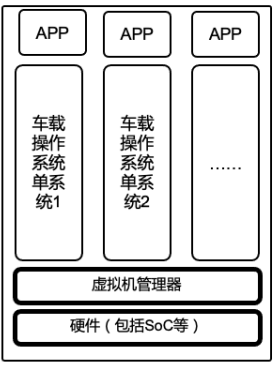 APP APP APP
车载
操作
系统
单系
统1
车载
操作
系统
单系
统2
……
虚拟机管理器
硬件（包括SoC等）